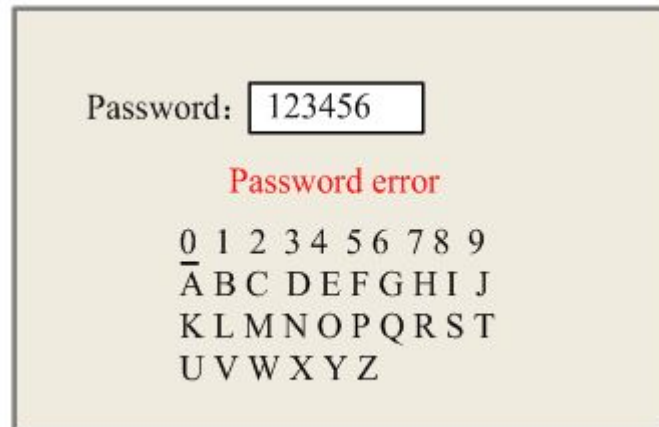 Password： 123456
Password error
0 1 2 3 4 5 6 7 8 9
A B C D E F G H I J
K L M N O P Q R S T
U V W X Y Z